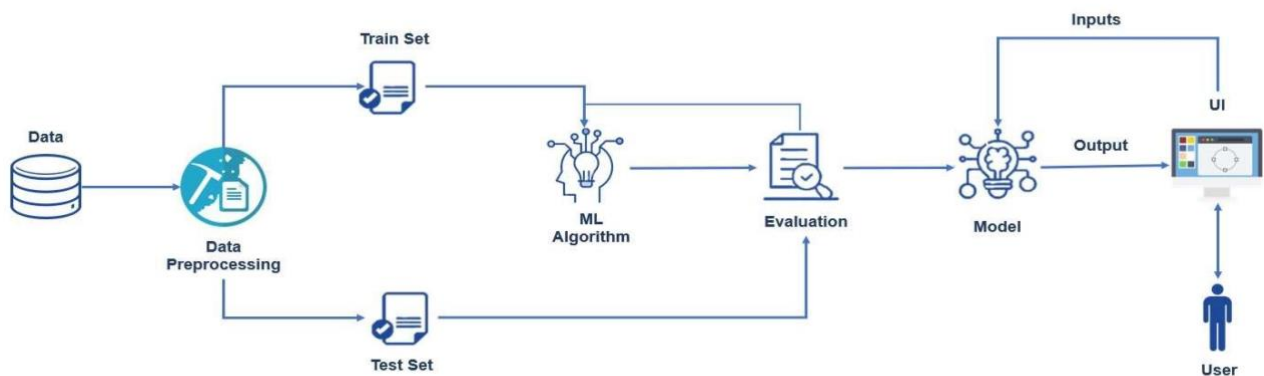 Data
Data
Preprocessing
Train Set
Test Set
ML
Algorithm
Evaluation
Model
Inputs
Output
UI
User